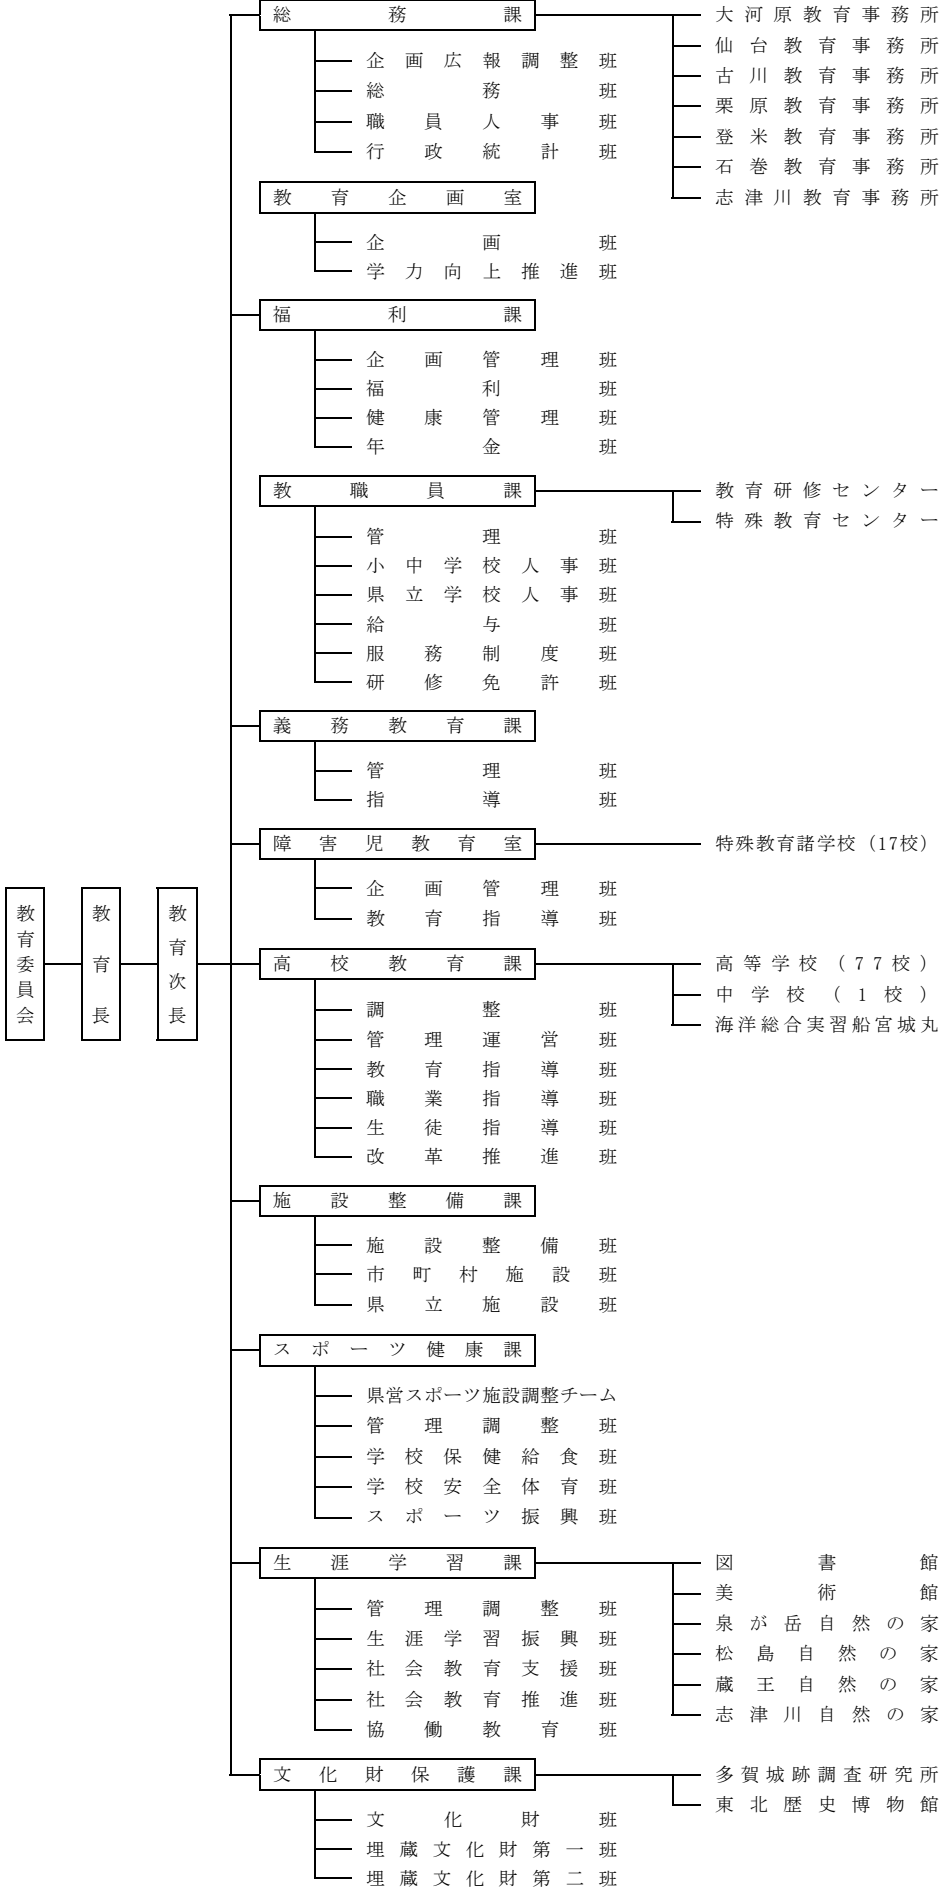 教育委員会
教育長
教育次長
総務課
企画広報調整班
総務班
職員人事班
行政統計班
大河原教育事務所
仙台教育事務所
古川教育事務所
栗原教育事務所
登米教育事務所
石巻教育事務所
志津川教育事務所
教育企画室
企画班
学力向上推進班
福利課
企画管理班
福利班
健康管理班
年金班
教職員課
管理班
小中学校人事班
県立学校人事班
給与班
服務制度班
研修免許班
教育研修センター
特殊教育センター
義務教育課
管理班
指導班
障害児教育室
企画管理班
教育指導班
特殊教育諸学校（17校）
高校教育課
調整班
管理運営班
教育指導班
職業指導班
生徒指導班
改革推進班
高等学校（77校）
中学校（1校）
海洋総合実習船宮城丸
施設整備課
施設整備班
市町村施設班
県立施設班
スポーツ健康課
県営スポーツ施設調整チーム
管理調整班
学校保健給食班
学校安全体育班
スポーツ振興班
生涯学習課
管理調整班
生涯学習振興班
社会教育支援班
社会教育推進班
協働教育班
図書館
美術館
泉が岳自然の家
松島自然の家
蔵王自然の家
志津川自然の家
文化財保護課
文化財班
埋蔵文化財第一班
埋蔵文化財第二班
多賀城跡調査研究所
東北歴史博物館